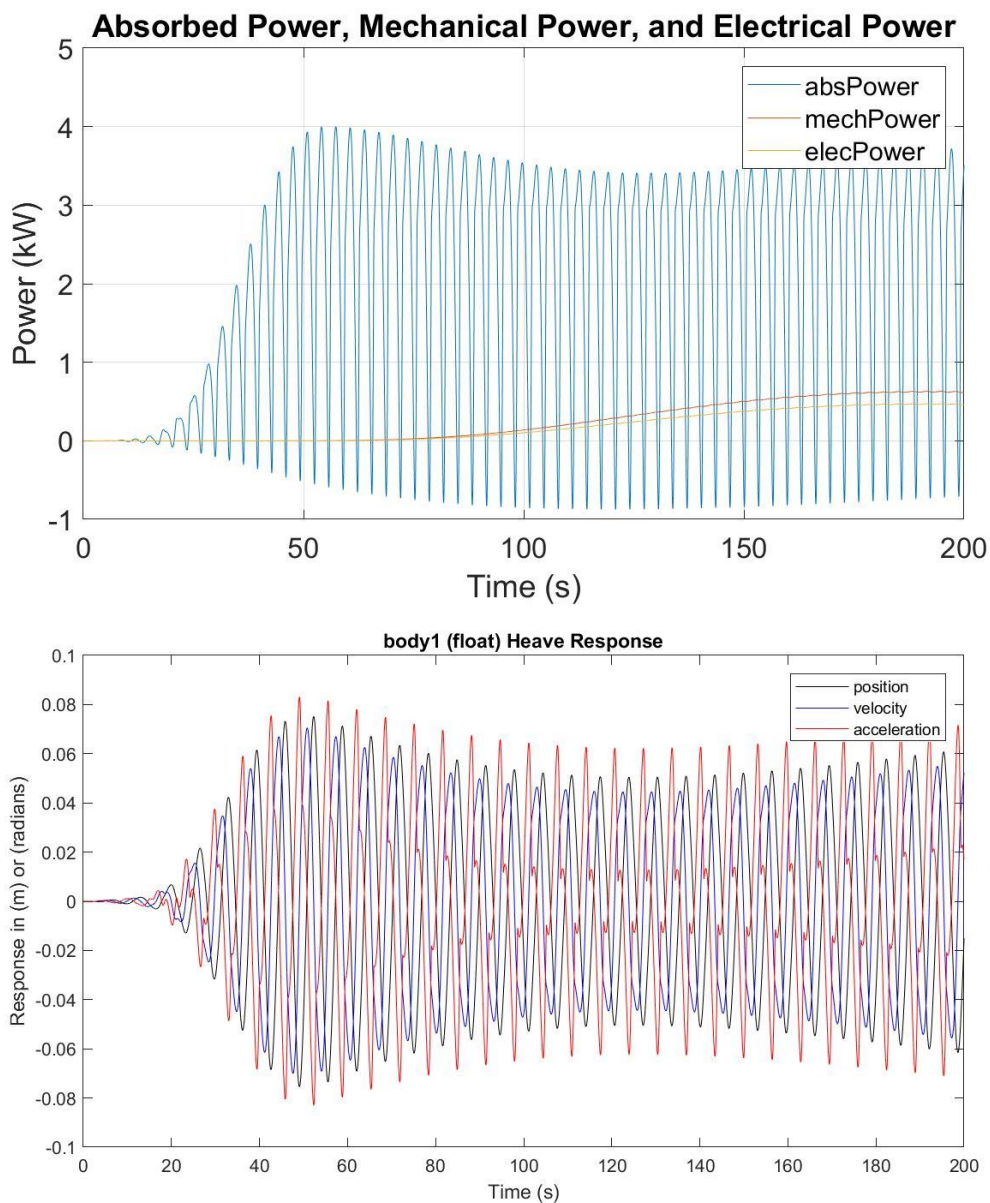 Absorbed Power, Mechanical Power, and Electrical Power
5
4
3
2
1
0
-1
Power (kW)
absPower
mechPower
elecPower
0 50 100 150 200
Time (s)
body1 (float) Heave Response
0.1
0.08
0.06
0.04
0.02
0
-0.02
-0.04
-0.06
-0.08
-0.1
Response in (m) or (radians)
position
velocity
acceleration
0 20 40 60 80 100 120 140 160 180 200
Time (s)